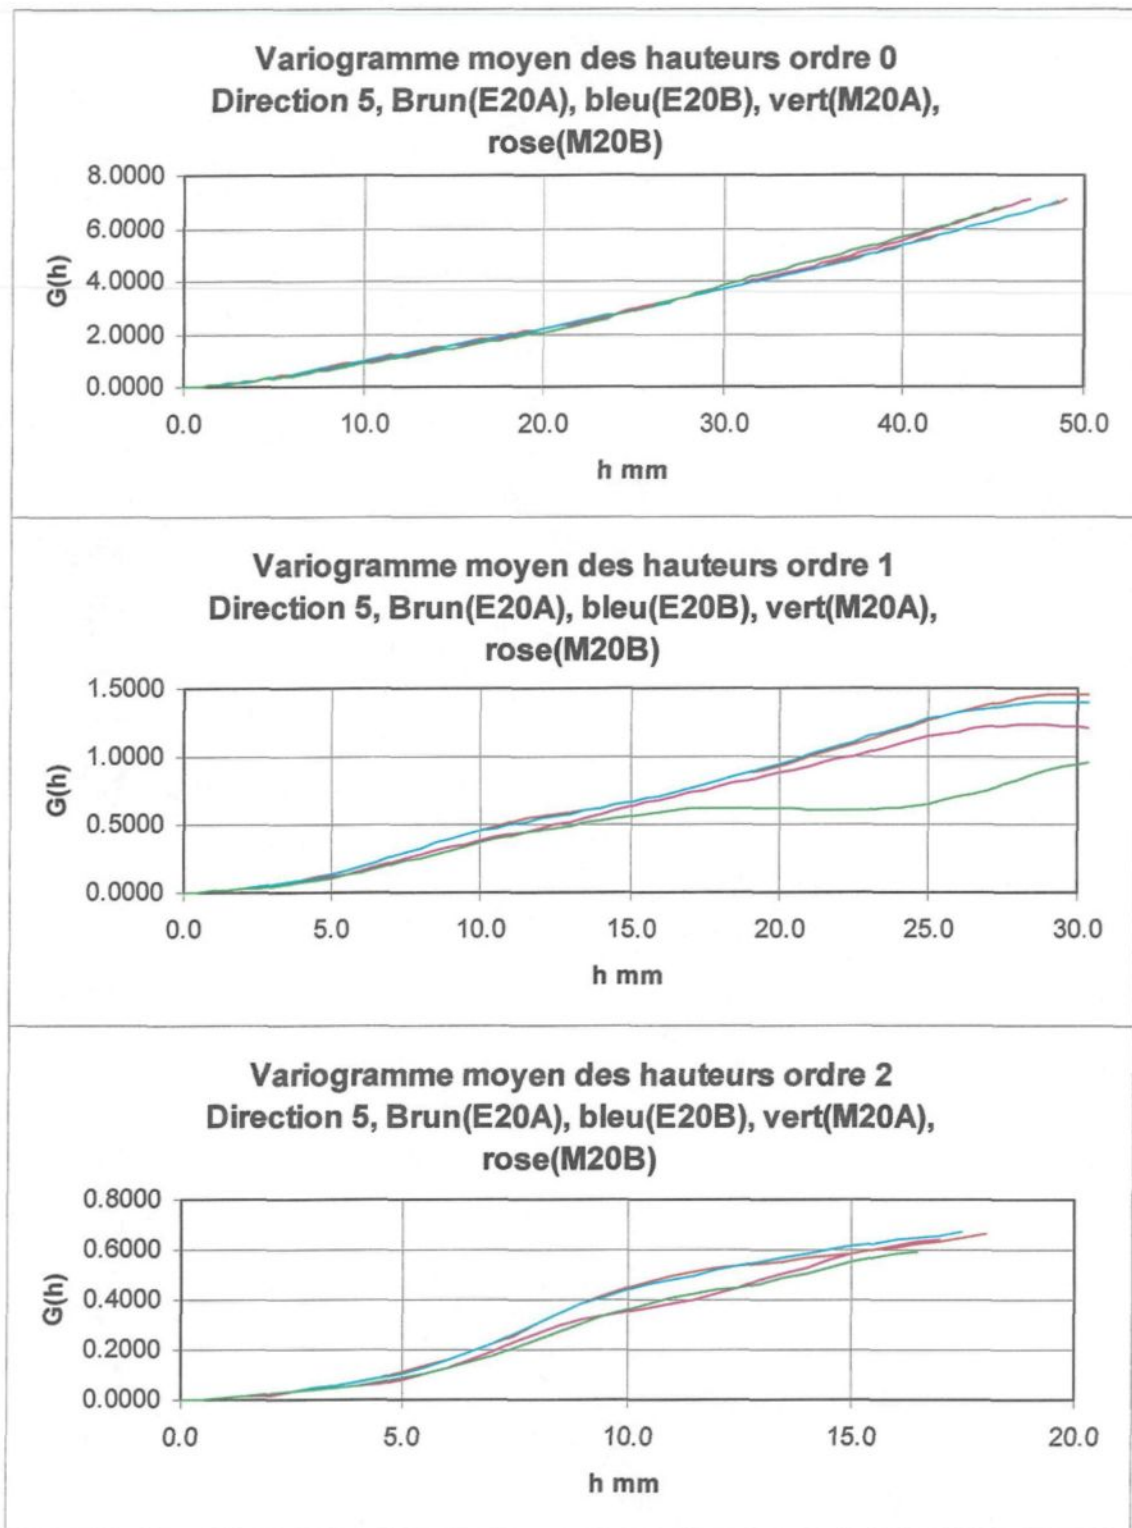 Variogramme moyen des hauteurs ordre 0
Direction 5, Brun(E20A), bleu(E20B), vert(M20A),
rose(M20B)
8.0000
6.0000
4.0000
2.0000
0.0000
G(h)
0.0 10.0 20.0 30.0 40.0 50.0
h mm
Variogramme moyen des hauteurs ordre 1
Direction 5, Brun(E20A), bleu(E20B), vert(M20A),
rose(M20B)
1.5000
1.0000
0.5000
0.0000
G(h)
0.0 5.0 10.0 15.0 20.0 25.0 30.0
h mm
Variogramme moyen des hauteurs ordre 2
Direction 5, Brun(E20A), bleu(E20B), vert(M20A),
rose(M20B)
0.8000
0.6000
0.4000
0.2000
0.0000
G(h)
0.0 5.0 10.0 15.0 20.0
h mm